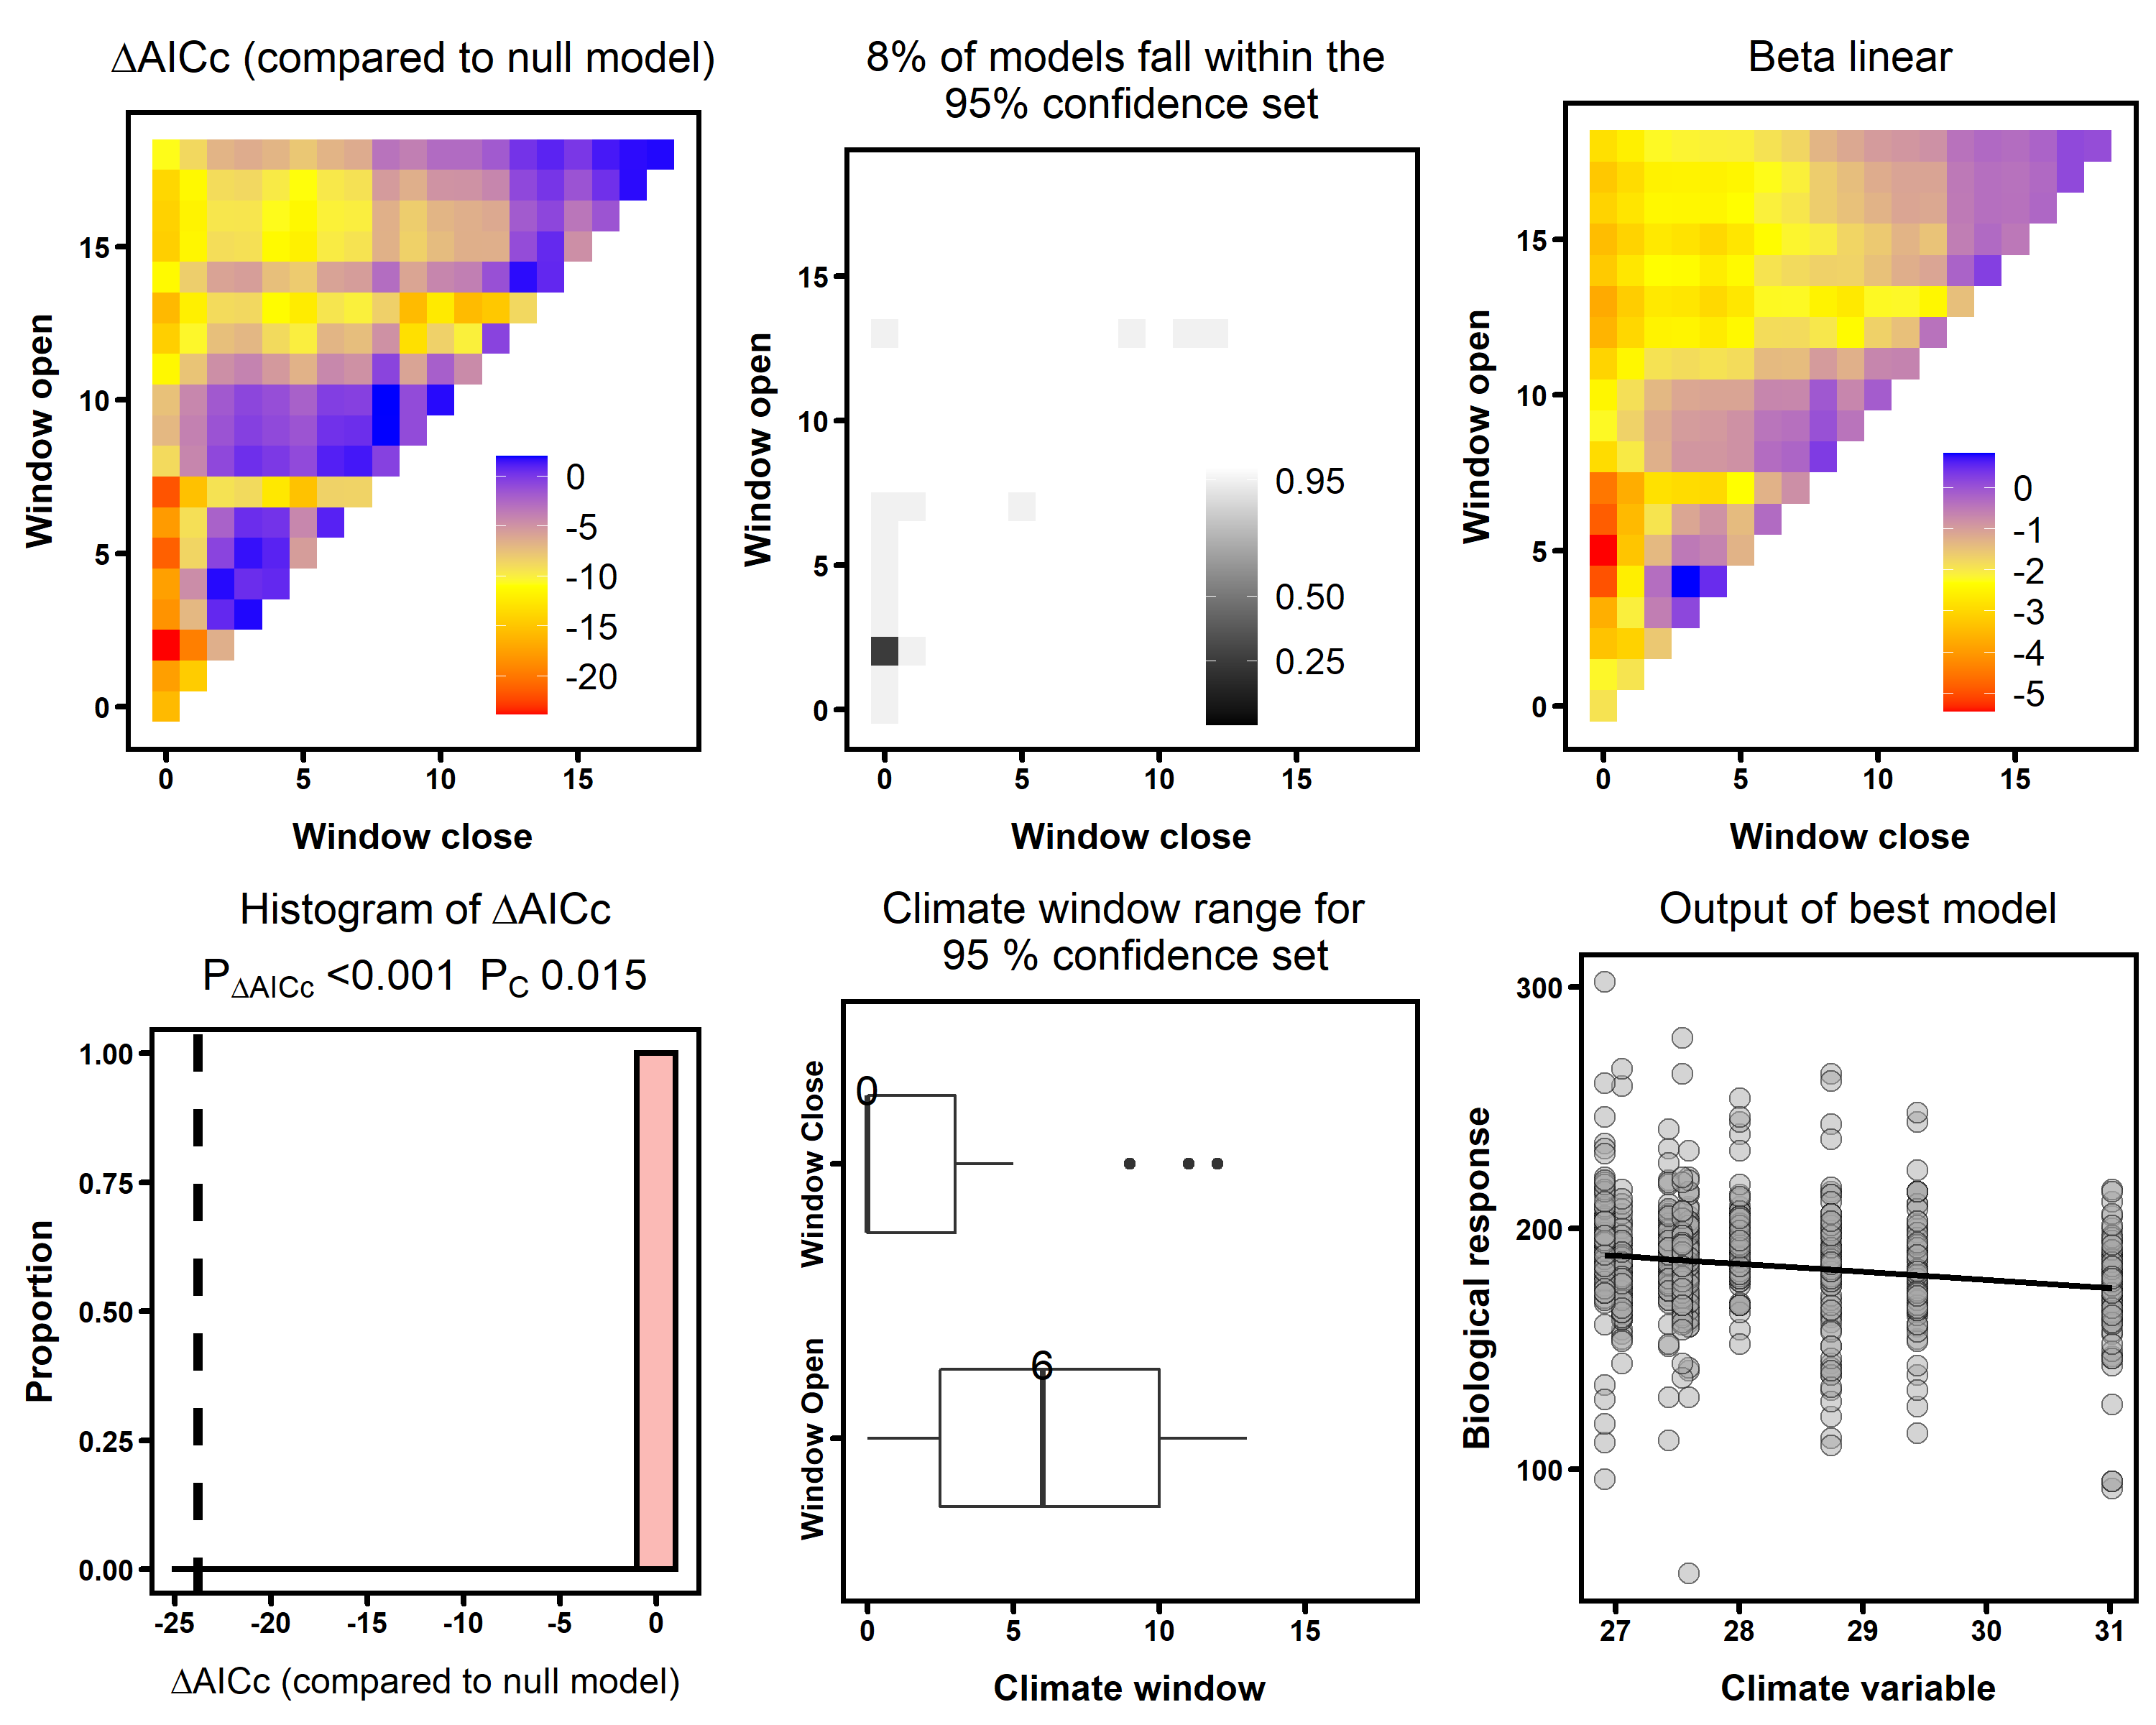 ΔAICc (compared to null model)
Window open
15
10
5
0
0
-5
-10
-15
-20
0 5 10 15
Window close
8% of models fall within the
95% confidence set
Window open
15
10
5
0
0.95
0.50
0.25
0 5 10 15
Window close
Beta linear
Window open
15
10
5
0
0
-1
-2
-3
-4
-5
0 5 10 15
Window close
Histogram of ΔAICc
PΔAICc <0.001 PC 0.015
Proportion
1.00
0.75
0.50
0.25
0.00
-25 -20 -15 -10 -5 0
ΔAICc (compared to null model)
Climate window range for
95 % confidence set
Window Close
0
Window Open
6
0 5 10 15
Climate window
Output of best model
Biological response
300
200
100
27 28 29 30 31
Climate variable